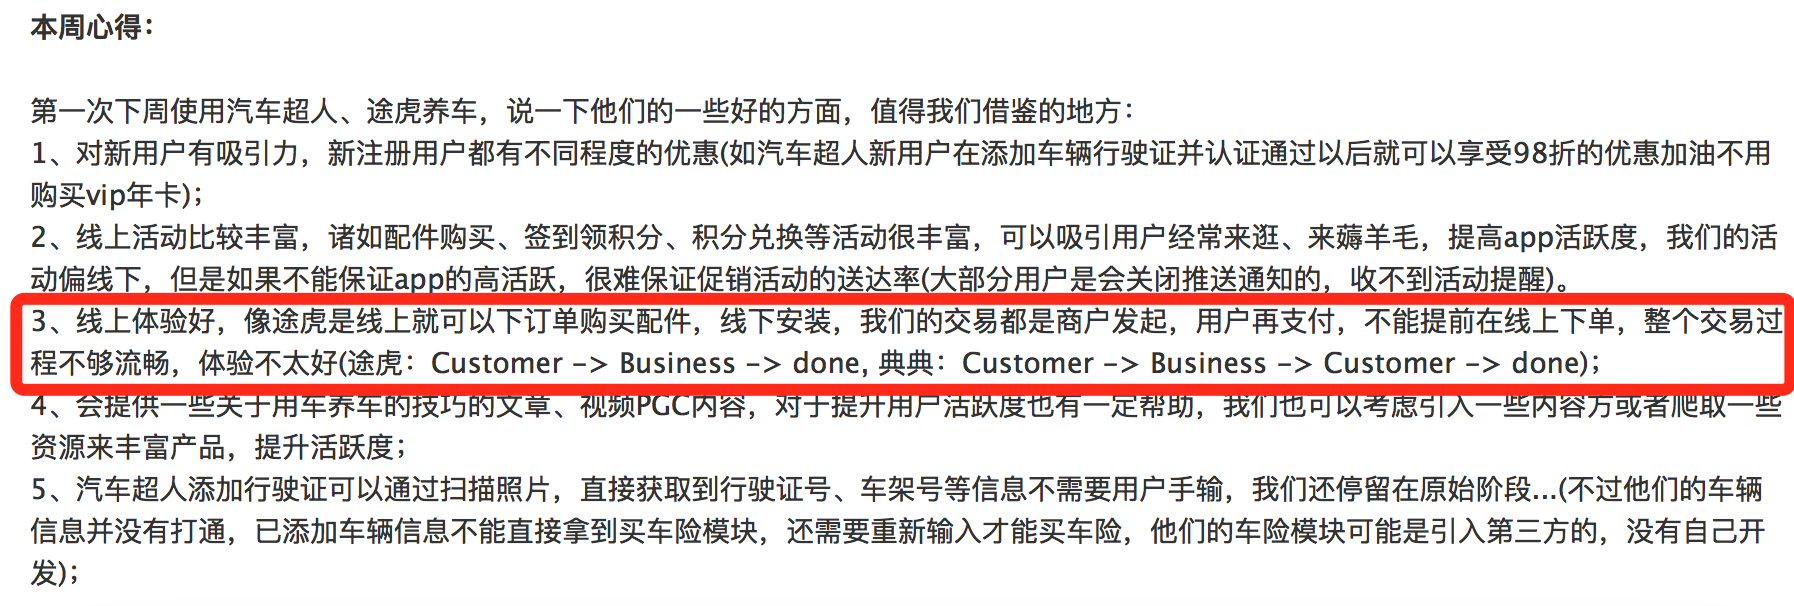 本周心得：
第一次下周使用汽车超人、途虎养车，说一下他们的一些好的方面，值得我们借鉴的地方：
1、对新用户有吸引力，新注册用户都有不同程度的优惠(如汽车超人新用户在添加车辆行驶证并认证通过以后就可以享受98折的优惠加油不用
购买vip年卡)；
2、线上活动比较丰富，诸如配件购买、签到领积分、积分兑换等活动很丰富，可以吸引用户经常来逛、来薅羊毛，提高app活跃度，我们的活
动偏线下，但是如果不能保证app的高活跃，很难保证促销活动的送达率(大部分用户是会关闭推送通知的，收不到活动提醒)。
3、线上体验好，像途虎是线上就可以下订单购买配件，线下安装，我们的交易都是商户发起，用户再支付，不能提前在线上下单，整个交易过
程不够流畅，体验不太好(途虎：Customer -> Business -> done, 典典：Customer -> Business -> Customer -> done)；
4、会提供一些关于用车养车的技巧的文章、视频PGC内容，对于提升用户活跃度也有一定帮助，我们也可以考虑引入一些内容方或者爬取一些
资源来丰富产品，提升活跃度；
5、汽车超人添加行驶证可以通过扫描照片，直接获取到行驶证号、车架号等信息不需要用户手输，我们还停留在原始阶段...(不过他们的车辆
信息并没有打通，已添加车辆信息不能直接拿到买车险模块，还需要重新输入才能买车险，他们的车险模块可能是引入第三方的，没有自己开
发)；